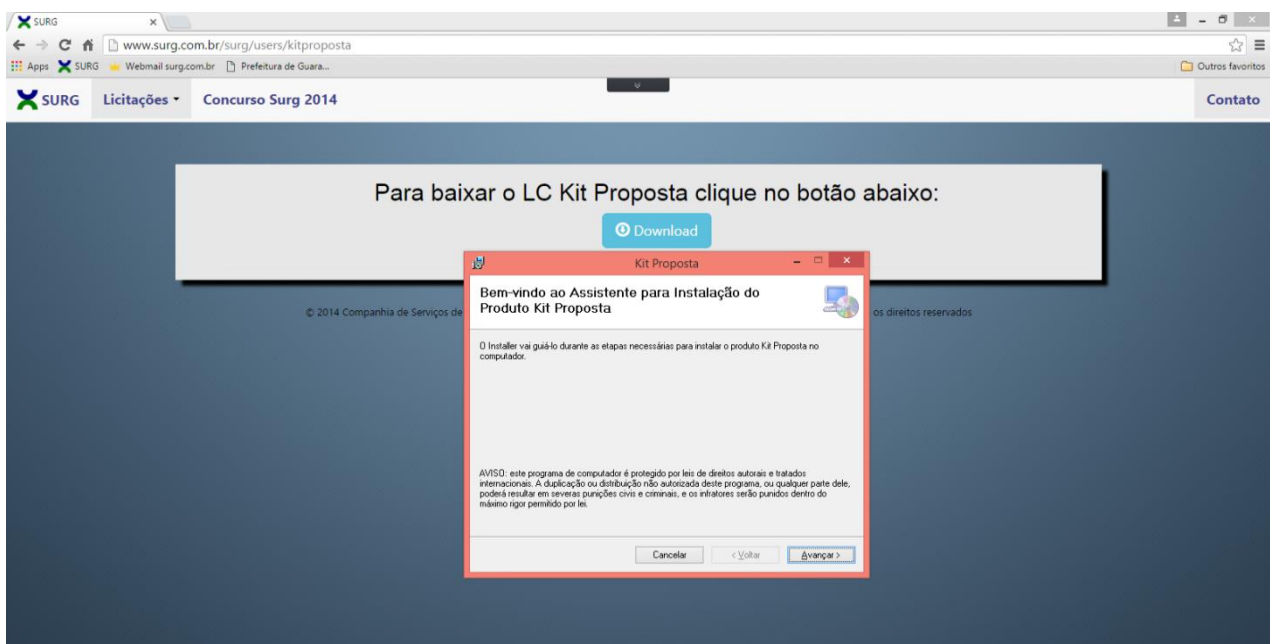 SURG
www.surg.com.br/surg/users/kitproposta
Apps SURG Webmail surg.com.br Prefeitura de Guara... Outros favoritos
SURG Licitações Concurso Surg 2014 Contato
Para baixar o LC Kit Proposta clique no botão abaixo:
Download
Kit Proposta
Bem-vindo ao Assistente para Instalação do
Produto Kit Proposta
© 2014 Companhia de Serviços de os direitos reservados
O Installer vai guiá-lo durante as etapas necessárias para instalar o produto Kit Proposta no
computador.
AVISO: este programa de computador é protegido por leis de direitos autorais e tratados
internacionais. A duplicação ou distribuição não autorizada deste programa, ou qualquer parte dele,
poderá resultar em severas punições civis e criminais, e os infratores serão punidos dentro do
máximo rigor permitido por lei.
Cancelar < Voltar Avançar >